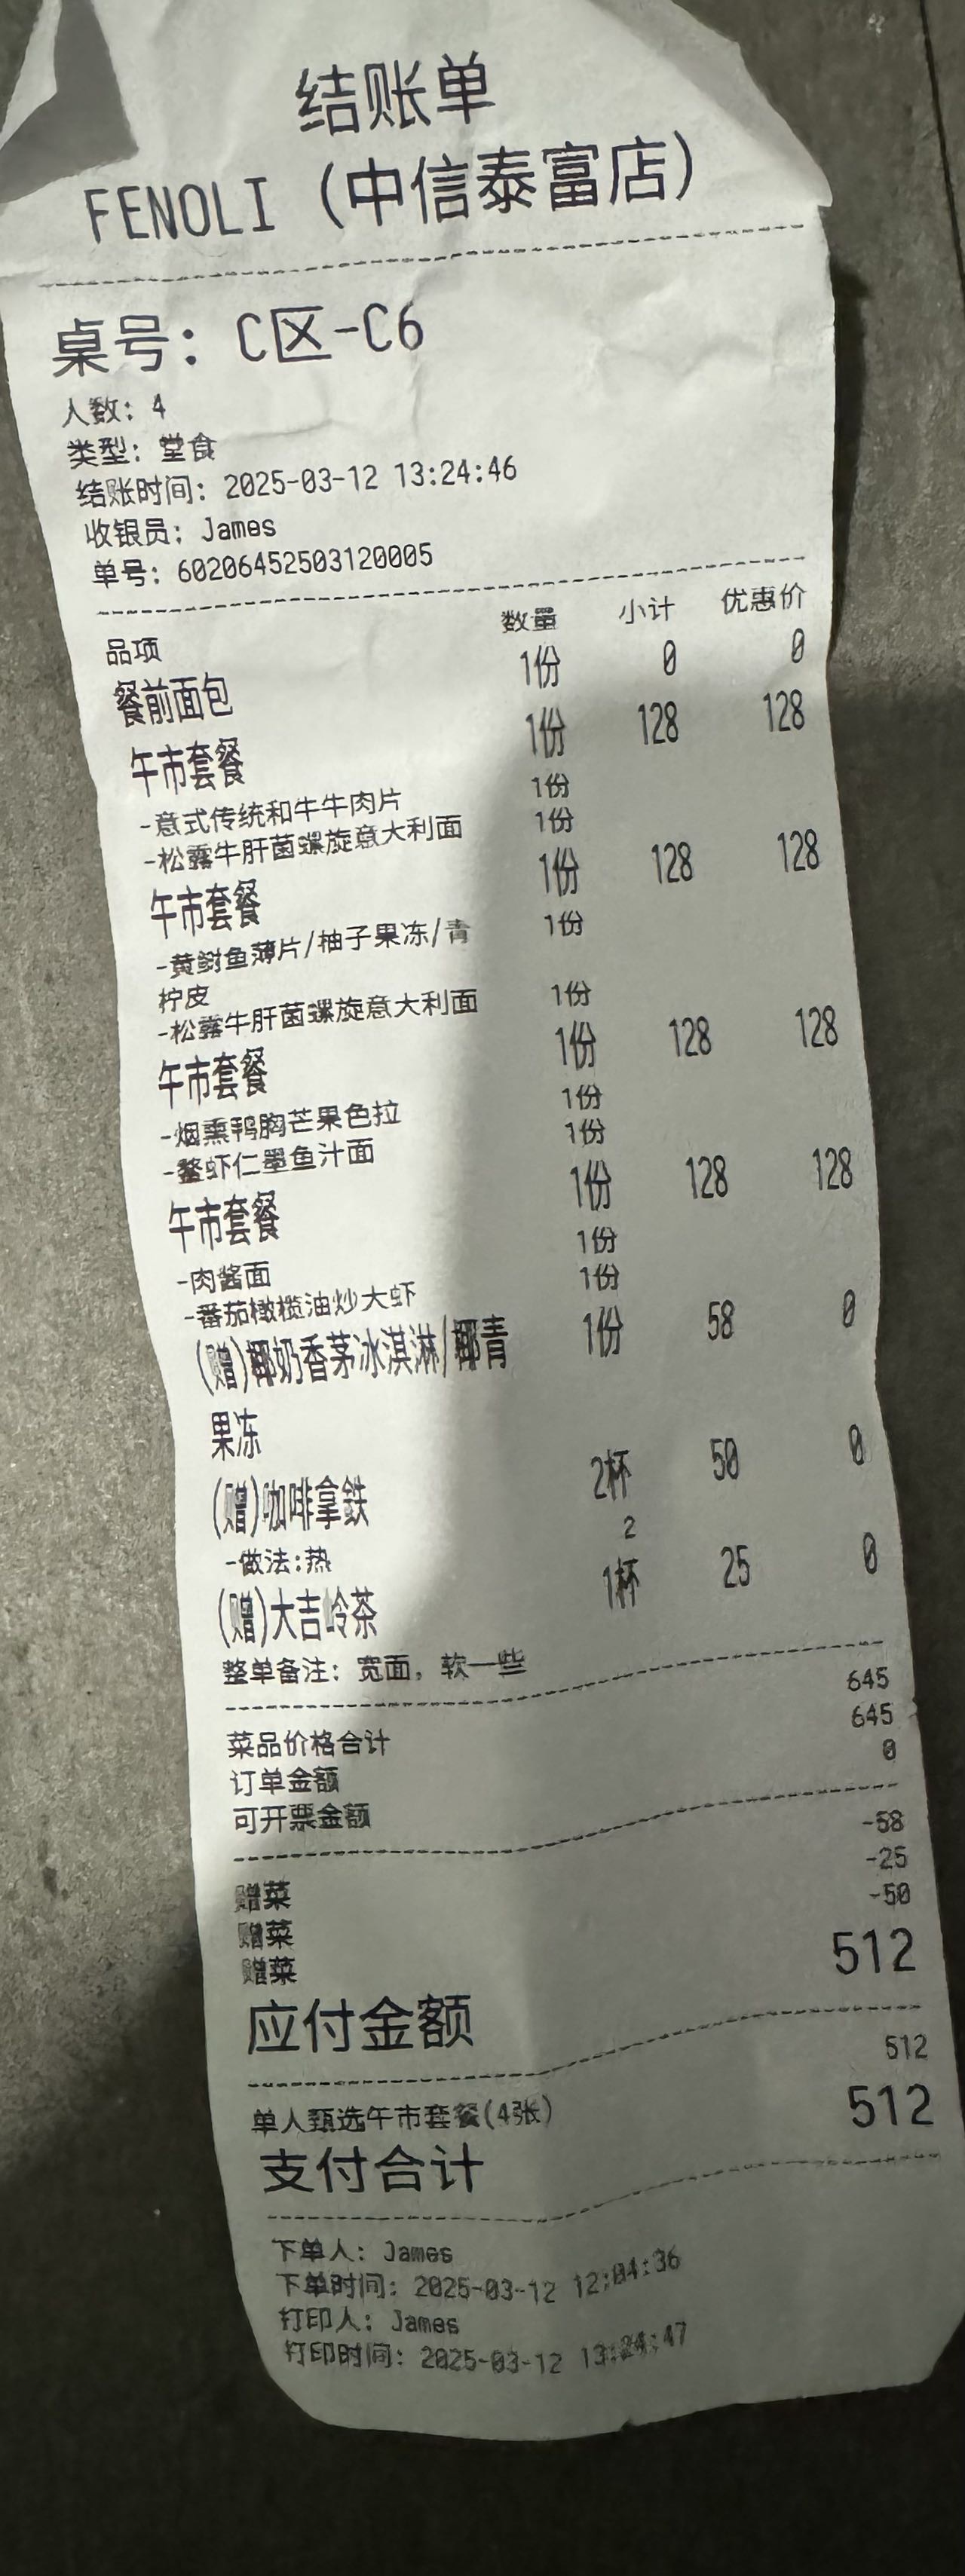 结账单
FENOLI (中信泰富店)
桌号: C区-C6
人数: 4
类型: 堂食
结账时间: 2025-03-12 13:24:46
收银员: James
单号: 60206452503120005
品项 数量 小计 优惠价
餐前面包 1份 0 0
午市套餐 1份 128 128
-意式传统和牛牛肉片 1份
-松露牛肝菌螺旋意大利面 1份
午市套餐 1份 128 128
-黄鲥鱼薄片/柚子果冻/青 1份
柠皮
-松露牛肝菌螺旋意大利面 1份
午市套餐 1份 128 128
-烟熏鸭胸芒果色拉 1份
-螯虾仁墨鱼汁面 1份
午市套餐 1份 128 128
-肉酱面 1份
-番茄橄榄油炒大虾 1份
(赠)椰奶香茅冰淇淋/椰青 1份 58 0
果冻
(赠)咖啡拿鉄 2杯 50 0
-做法:热 2
(赠)大吉岭茶 1杯 25 0
整单备注: 宽面, 软一些
菜品价格合计 645
订单金额 645
可开票金额 0
赠菜 -58
赠菜 -25
赠菜 -50
应付金额 512
单人甄选午市套餐(4张) 512
支付合计 512
下单人: James
下单时间: 2025-03-12 12:04:36
打印人: James
打印时间: 2025-03-12 13:24:47